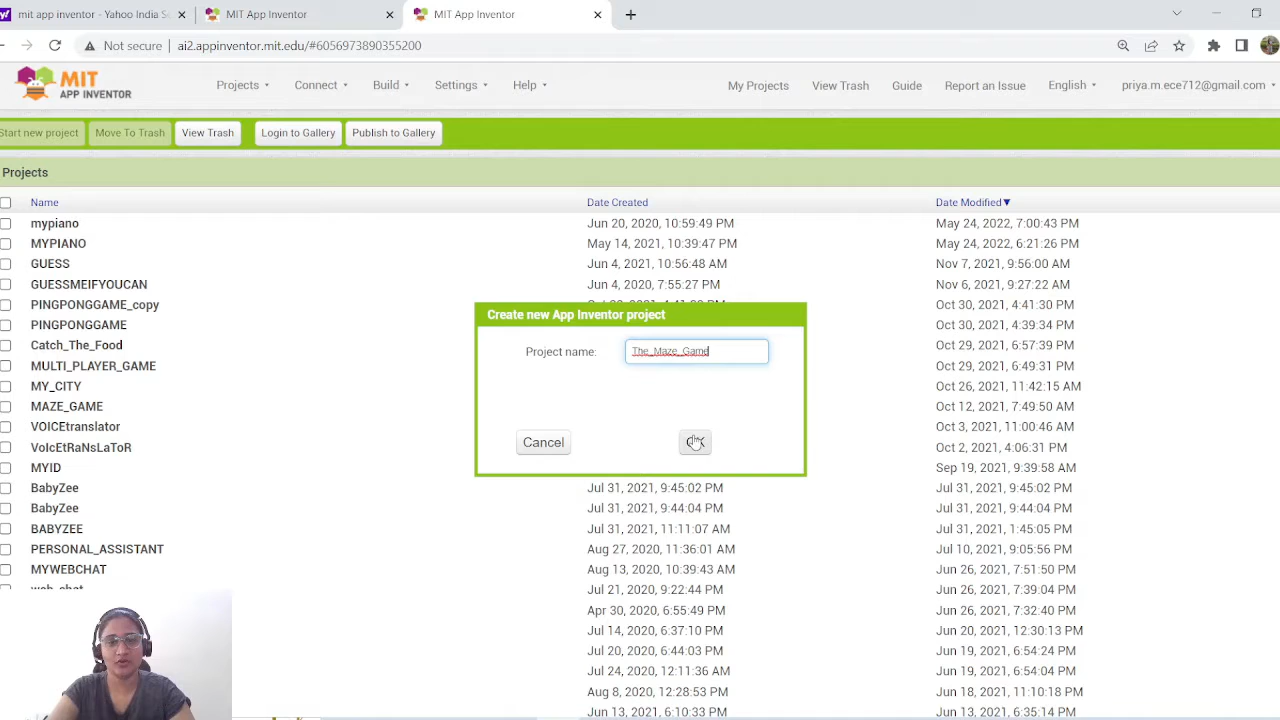 mip app inventor - Yahoo India Se
MIT App Inventor
MIT App Inventor
Not secure
ai2.appinventor.mit.edu/#6056973890355200
MIT
APP INVENTOR
Projects
Connect
Build
Settings
Help
My Projects
View Trash
Guide
Report an Issue
English
priya.m.ece712@gmail.com
Start new project
Move To Trash
View Trash
Login to Gallery
Publish to Gallery
Projects
Name Date Created Date Modified▼
mypiano Jun 20, 2020, 10:59:49 PM May 24, 2022, 7:00:43 PM
MYPIANO May 14, 2021, 10:39:47 PM May 24, 2022, 6:21:26 PM
GUESS Jun 4, 2021, 10:56:48 AM Nov 7, 2021, 9:56:00 AM
GUESSMEIFYOUCAN Jun 4, 2021, 7:55:27 PM Nov 6, 2021, 9:27:22 AM
PINGPONGGAME_copy Oct 30, 2021, 4:41:30 PM
PINGPONGGAME Oct 30, 2021, 4:39:34 PM
Catch_The_Food Oct 29, 2021, 6:57:39 PM
MULTI_PLAYER_GAME Oct 29, 2021, 6:49:31 PM
MY_CITY Oct 26, 2021, 11:42:15 AM
MAZE_GAME Oct 12, 2021, 7:49:50 AM
VOICEtranslator Oct 3, 2021, 11:00:46 AM
VoIcEtRaNsLaToR Oct 2, 2021, 4:06:31 PM
MYID Sep 19, 2021, 9:39:58 AM
Create new App Inventor project
Project name: The_Maze_Game
Cancel
BabyZee Jul 31, 2021, 9:45:02 PM Jul 31, 2021, 9:45:02 PM
BabyZee Jul 31, 2021, 9:44:04 PM Jul 31, 2021, 9:44:04 PM
BABYZEE Jul 31, 2021, 11:11:07 AM Jul 31, 2021, 1:45:05 PM
PERSONAL_ASSISTANT Aug 27, 2020, 11:36:01 AM Jul 10, 2021, 9:05:56 PM
MYWEBCHAT Aug 13, 2020, 10:39:43 AM Jun 26, 2021, 7:51:50 PM
web_chat Jul 21, 2020, 9:22:44 PM Jun 26, 2021, 7:39:04 PM
Apr 30, 2020, 6:55:49 PM Jun 26, 2021, 7:32:40 PM
Jul 14, 2020, 6:37:10 PM Jun 20, 2021, 12:30:13 PM
Jul 20, 2020, 6:44:03 PM Jun 19, 2021, 6:54:24 PM
Jul 24, 2020, 12:11:36 AM Jun 19, 2021, 6:54:04 PM
Aug 8, 2020, 12:28:53 PM Jun 18, 2021, 11:10:18 PM
Jun 13, 2021, 6:10:30 PM Jun 13, 2021, 6:35:14 PM